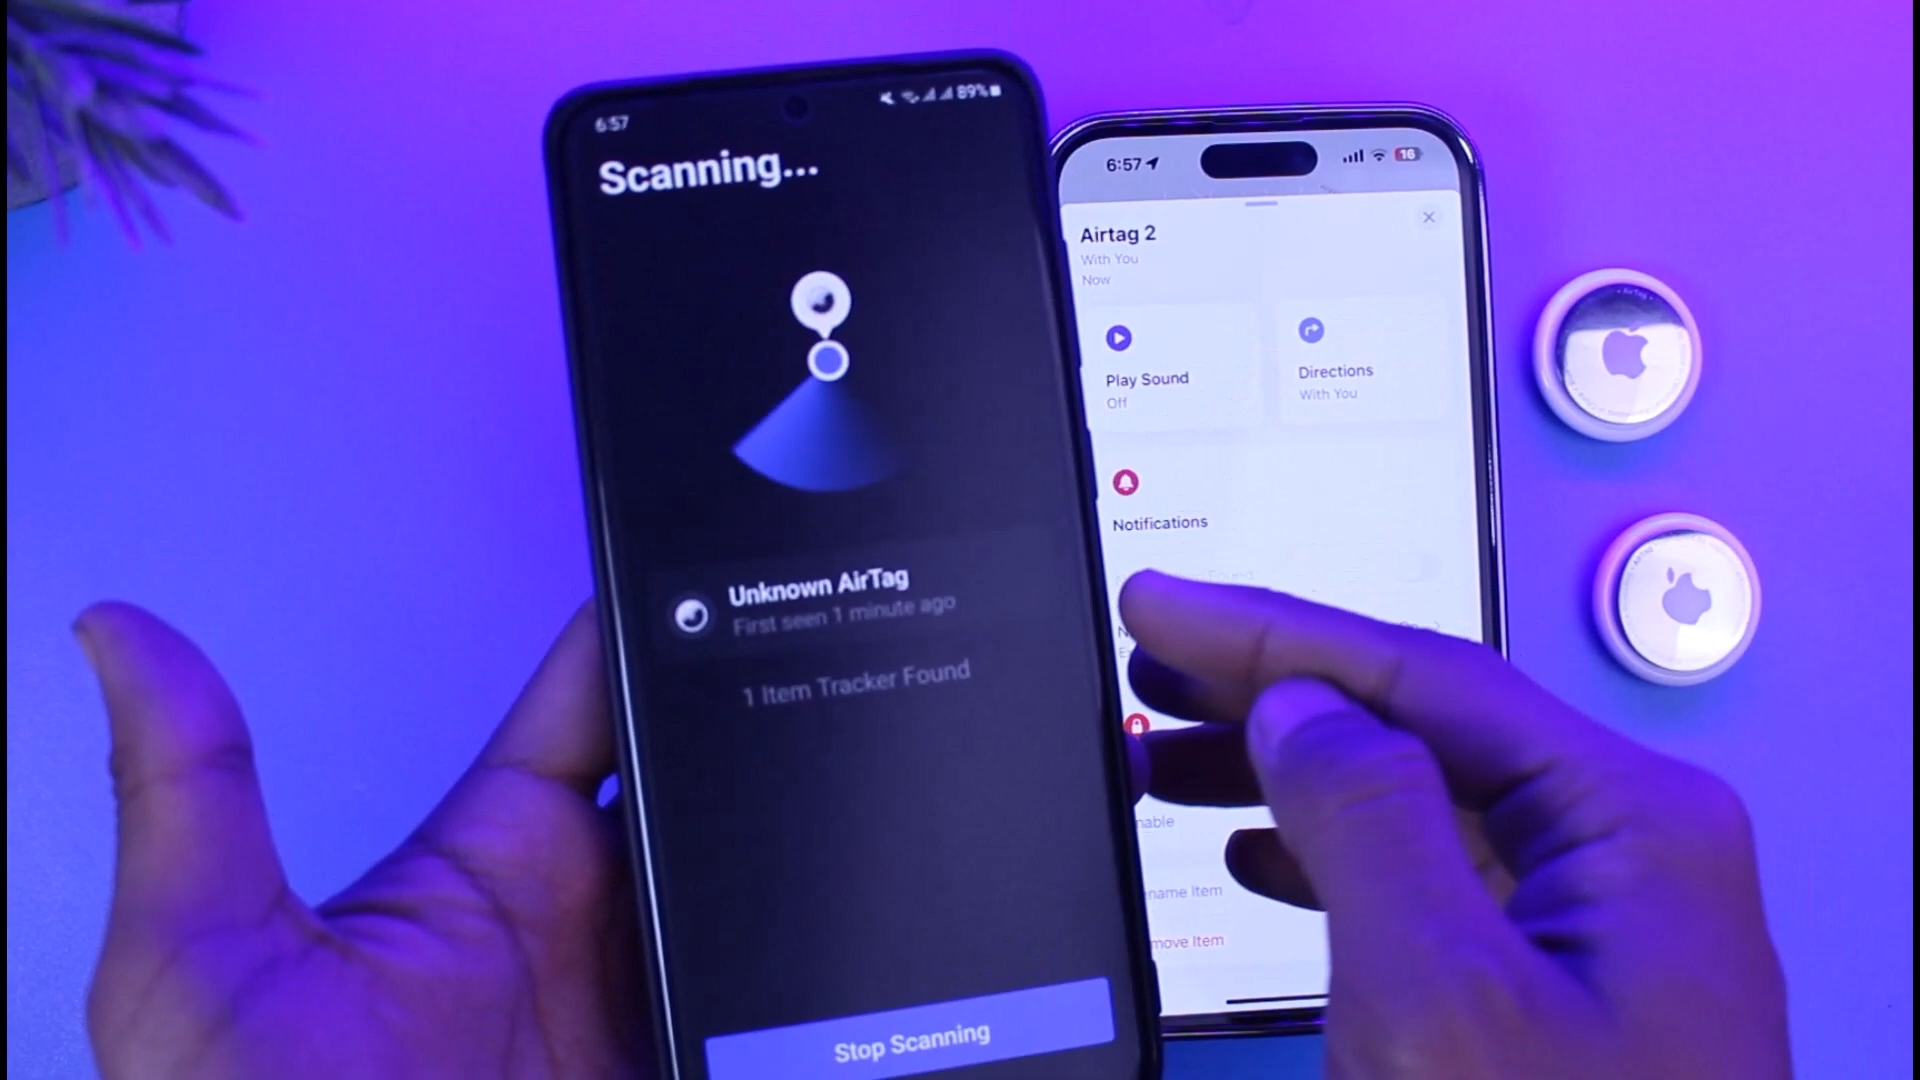 6:57
89%
Scanning...
Unknown AirTag
First seen 1 minute ago
1 Item Tracker Found
Stop Scanning
6:57
16
Airtag 2
With You
Now
Play Sound
Off
Directions
With You
Notifications
nable
name Item
move Item